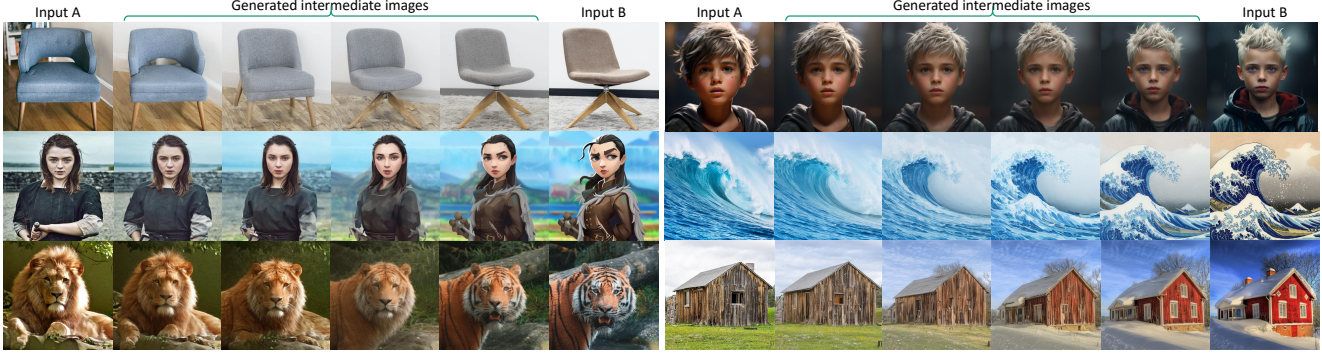 Input A
Generated intermediate images
Input B
Input A
Generated intermediate images
Input B